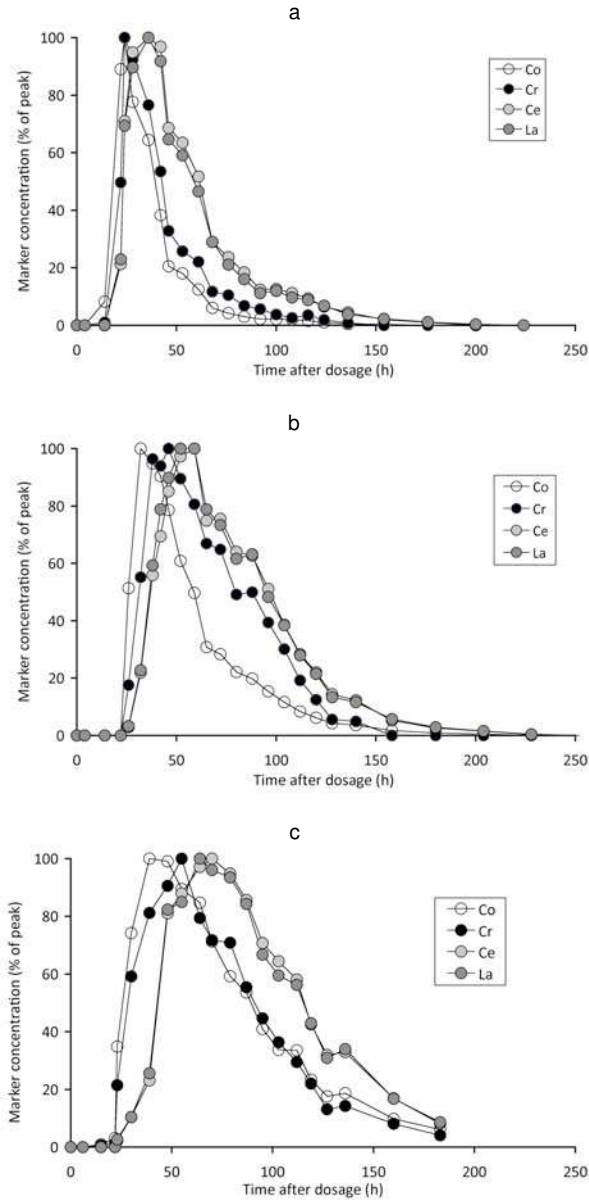 a
Marker concentration (% of peak)
100
80
60
40
20
0
Co
Cr
Ce
La
0 50 100 150 200 250
Time after dosage (h)
b
Marker concentration (% of peak)
100
80
60
40
20
0
Co
Cr
Ce
La
0 50 100 150 200 250
Time after dosage (h)
c
Marker concentration (% of peak)
100
80
60
40
20
0
Co
Cr
Ce
La
0 50 100 150 200 250
Time after dosage (h)